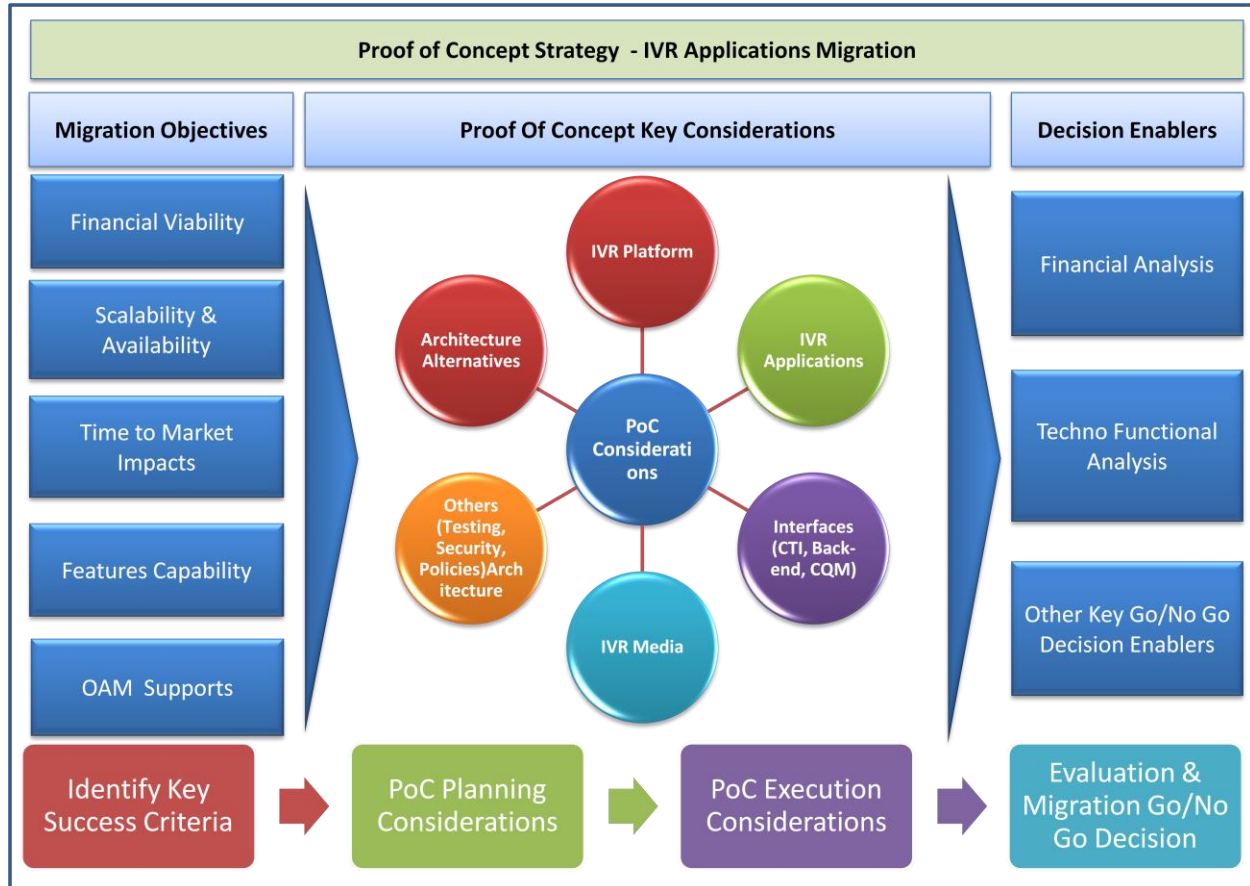 Proof of Concept Strategy - IVR Applications Migration
Migration Objectives
Proof Of Concept Key Considerations
Decision Enablers
Financial Viability
Scalability &
Availability
Time to Market
Impacts
Features Capability
OAM Supports
IVR Platform
Architecture
Alternatives
IVR
Applications
PoC
Considerati
ons
Others
(Testing,
Security,
Policies)Arch
itecture
Interfaces
(CTI, Back-
end, CQM)
IVR Media
Financial Analysis
Techno Functional
Analysis
Other Key Go/No Go
Decision Enablers
Identify Key
Success Criteria
PoC Planning
Considerations
PoC Execution
Considerations
Evaluation &
Migration Go/No
Go Decision